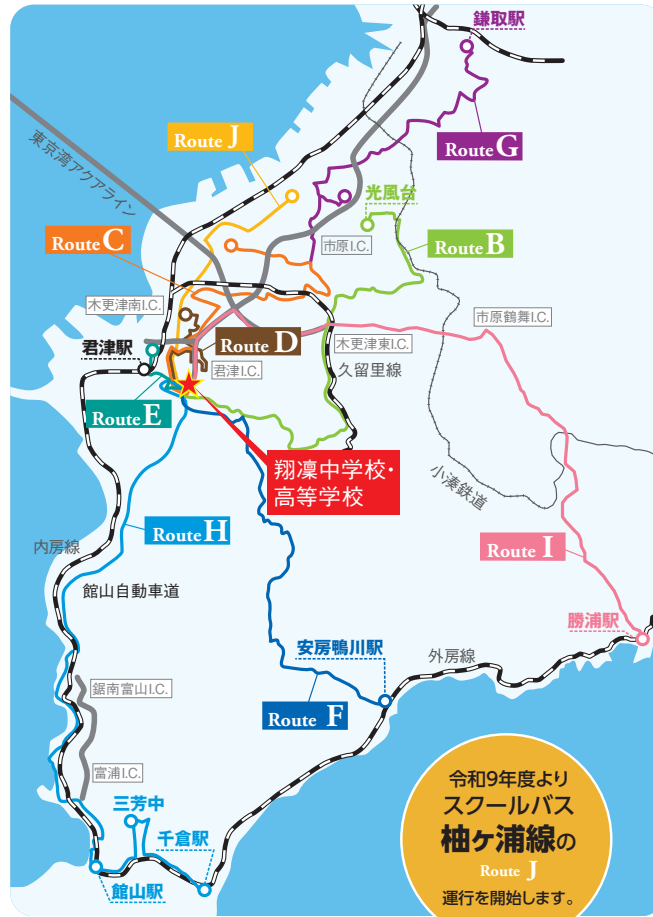 鎌取駅
Route J
Route G
東京湾アクアライン
光風台
Route C
市原I.C.
Route B
木更津南I.C.
市原鶴舞I.C.
君津駅
Route D
木更津東I.C.
君津I.C.
久留里線
Route E
翔凜中学校・
高等学校
小湊鉄道
Route H
内房線
Route I
館山自動車道
勝浦駅
安房鴨川駅
外房線
鋸南富山I.C.
Route F
富浦I.C.
三芳中
千倉駅
館山駅
令和9年度より
スクールバス
柚ヶ浦線の
Route J
運行を開始します。